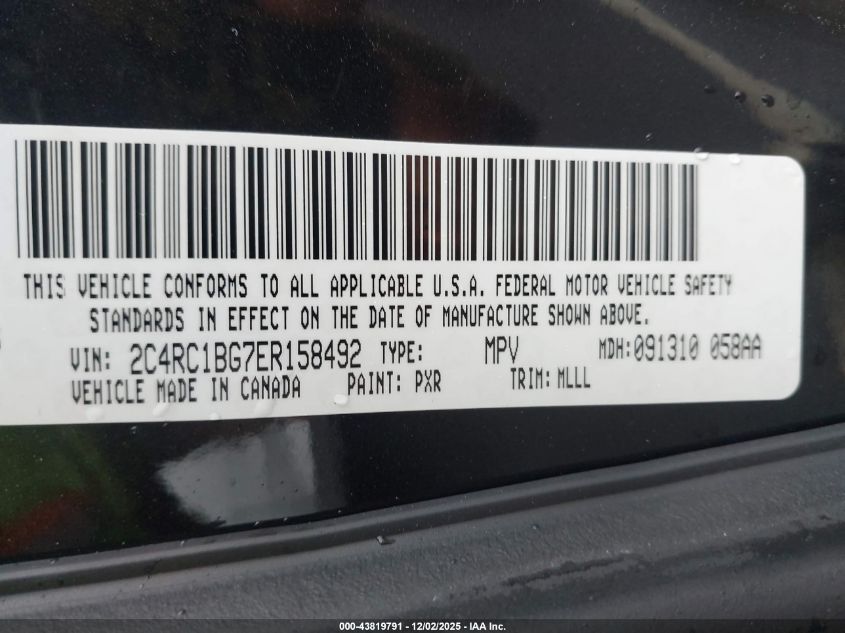 THIS VEHICLE CONFORMS TO ALL APPLICABLE U.S.A. FEDERAL MOTOR VEHICLE SAFETY
STANDARDS IN EFFECT ON THE DATE OF MANUFACTURE SHOWN ABOVE.
VIN: 2C4RC1BG7ER158492 TYPE: MPV MDH:091310 058AA
VEHICLE MADE IN CANADA PAINT: PXR TRIM: MLLL
000-43819791 - 12/02/2025 - IAA Inc.